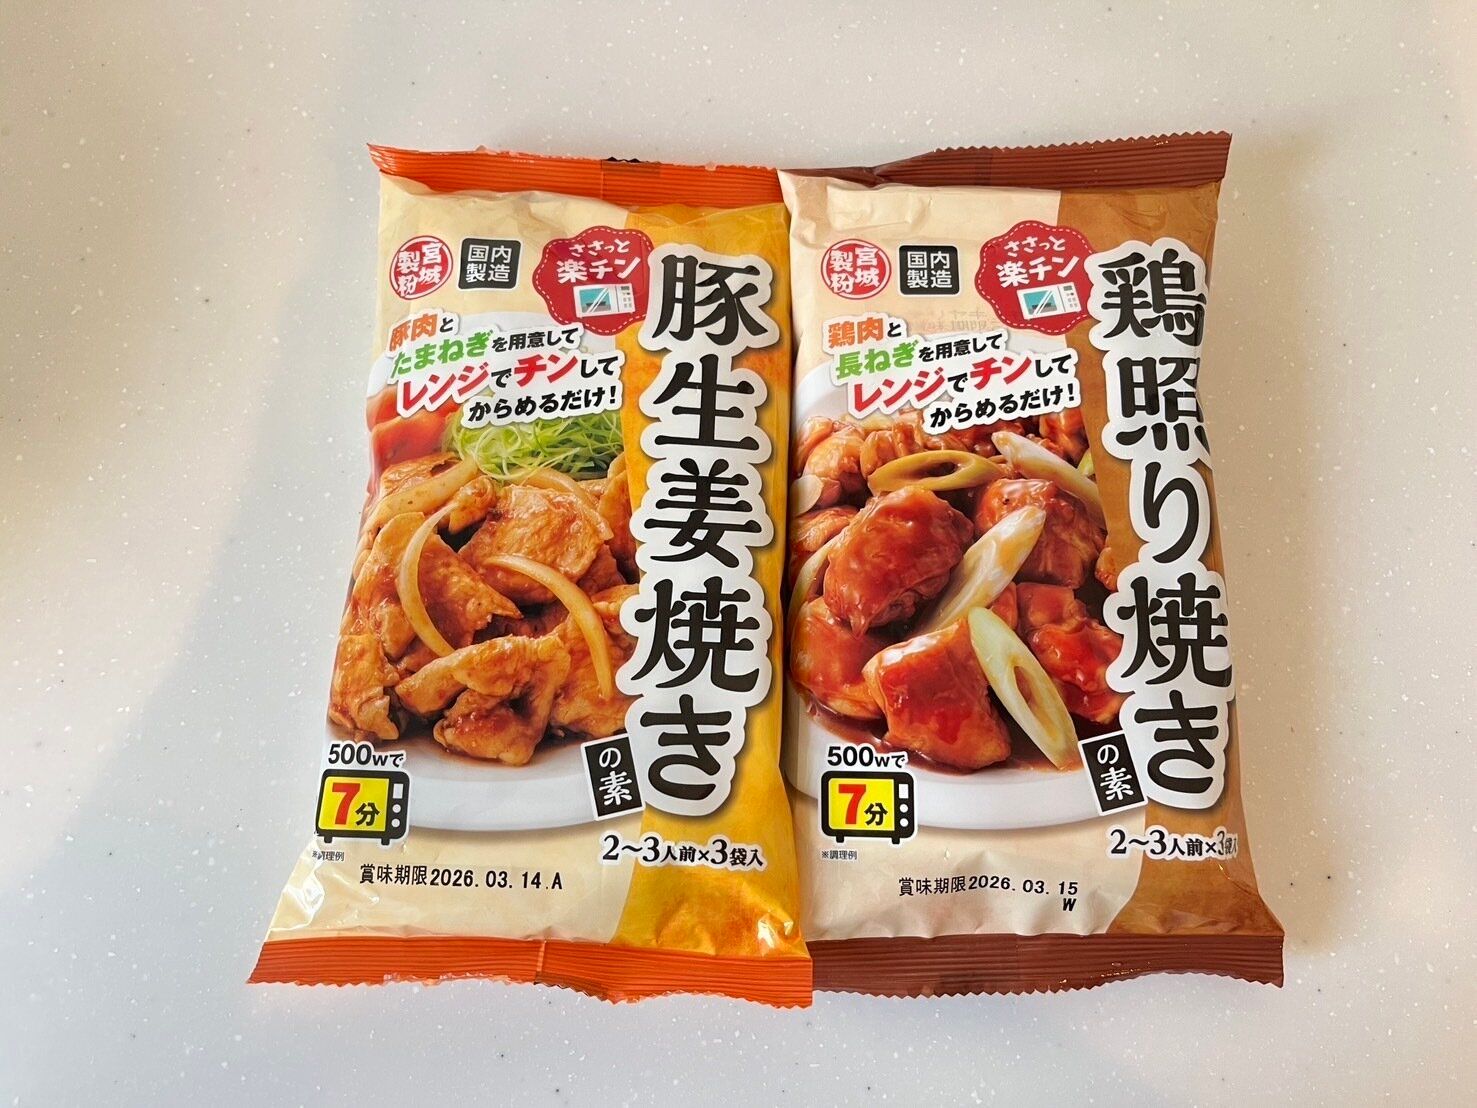 宮城
製粉
国内
製造
ささっと
楽チン
豚肉と
たまねぎを用意して
レンジでチンして
からめるだけ！
豚生姜焼き
の素
500wで
7分
※調理例
2～3人前×3袋入
賞味期限2026.03.14.A
宮城
製粉
国内
製造
ささっと
楽チン
鶏肉と
長ねぎを用意して
レンジでチンして
からめるだけ！
鶏照り焼き
の素
500wで
7分
※調理例
2～3人前×3袋入
賞味期限2026.03.15
W